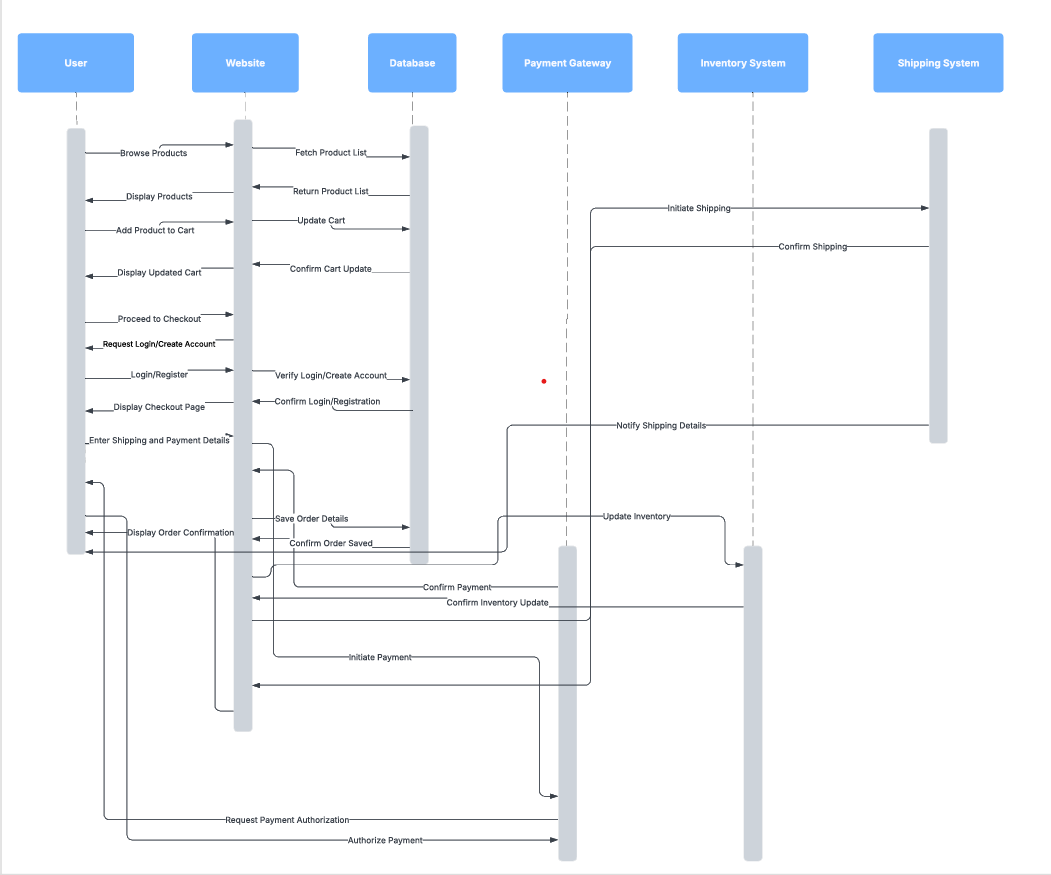 User
Website
Database
Payment Gateway
Inventory System
Shipping System
Browse Products
Fetch Product List
Display Products
Return Product List
Initiate Shipping
Add Product to Cart
Update Cart
Confirm Shipping
Display Updated Cart
Confirm Cart Update
Proceed to Checkout
Request Login/Create Account
Login/Register
Verify Login/Create Account
Display Checkout Page
Confirm Login/Registration
Notify Shipping Details
Enter Shipping and Payment Details
Save Order Details
Update Inventory
Display Order Confirmation
Confirm Order Saved
Confirm Payment
Confirm Inventory Update
Initiate Payment
Request Payment Authorization
Authorize Payment